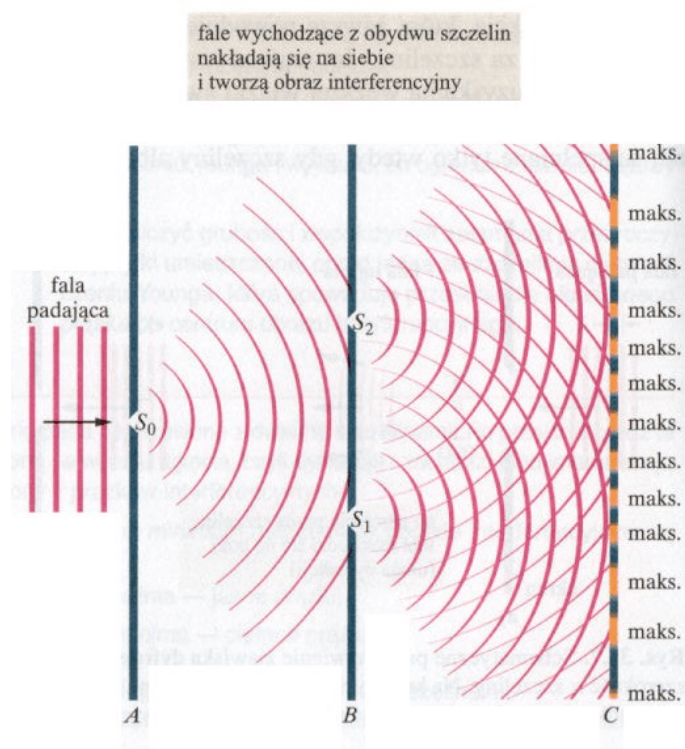 fale wychodzące z obydwu szczelin
nakładają się na siebie
i tworzą obraz interferencyjny
maks.
maks.
maks.
fala
padająca
maks.
S2
maks.
maks.
S0
maks.
maks.
maks.
S1
maks.
maks.
maks.
maks.
A
B
C